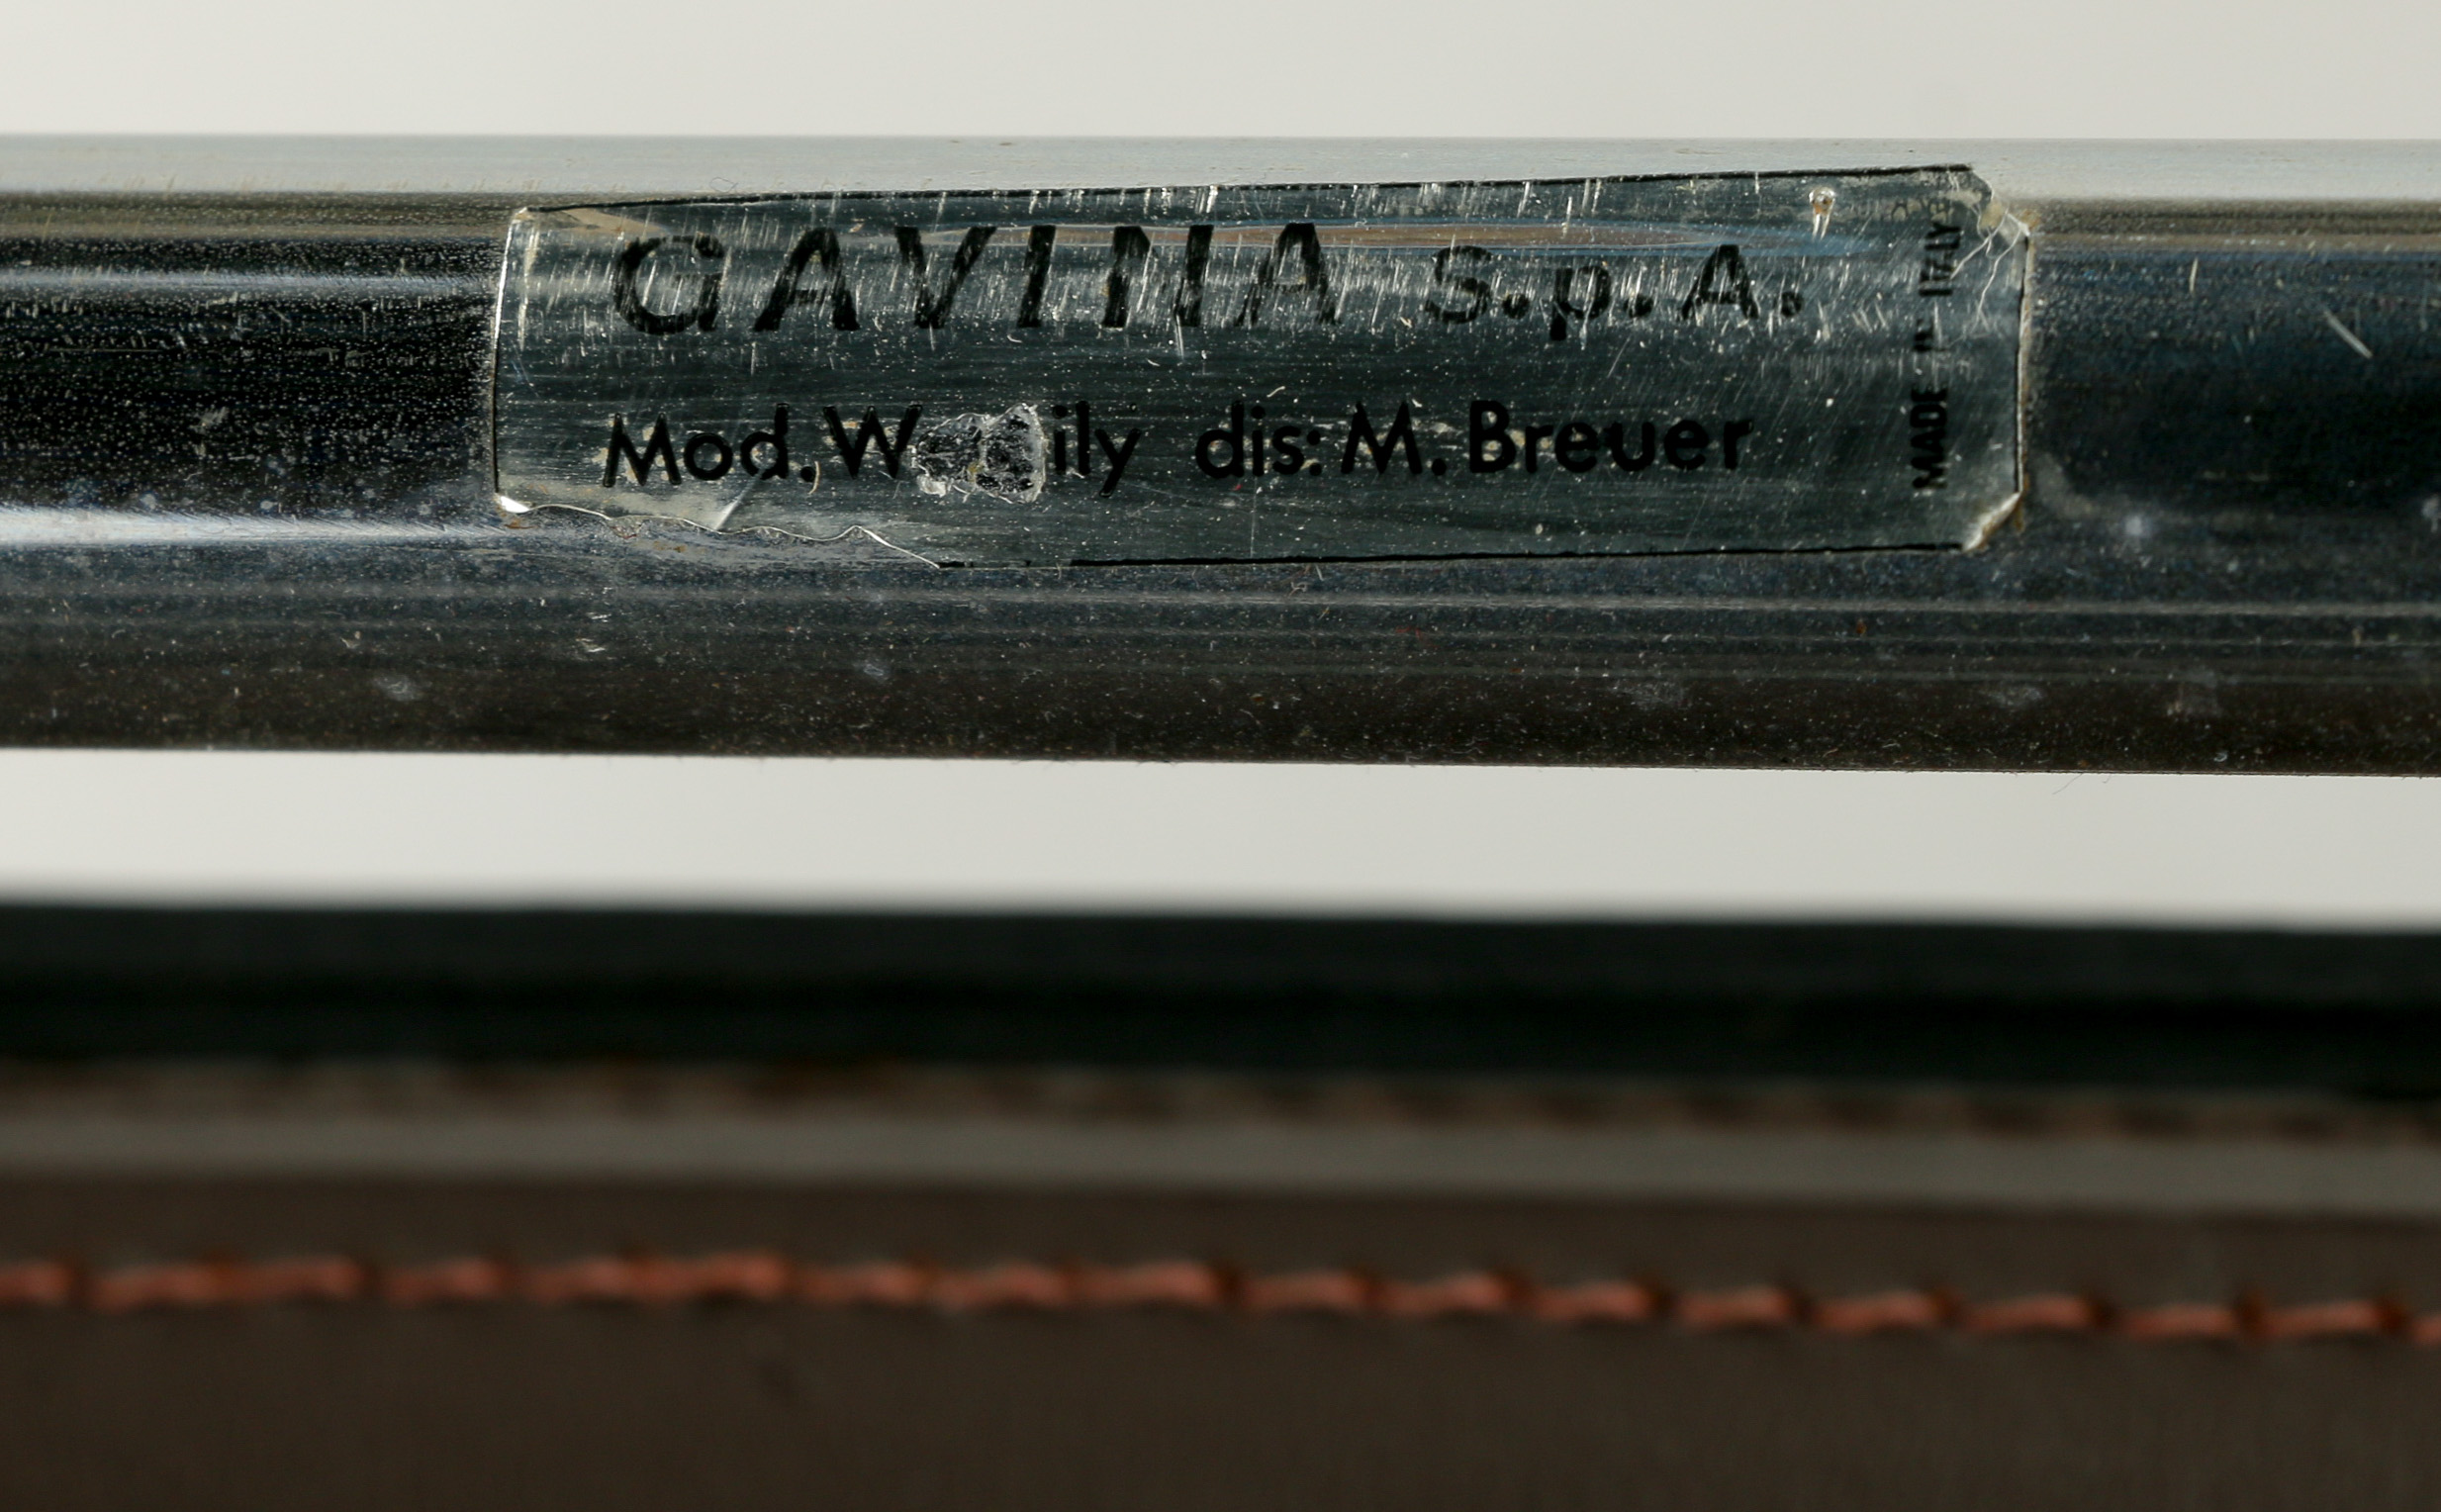 GAVINA S.p.A.
Mod. dis: M. Breuer
MADE IN ITALY